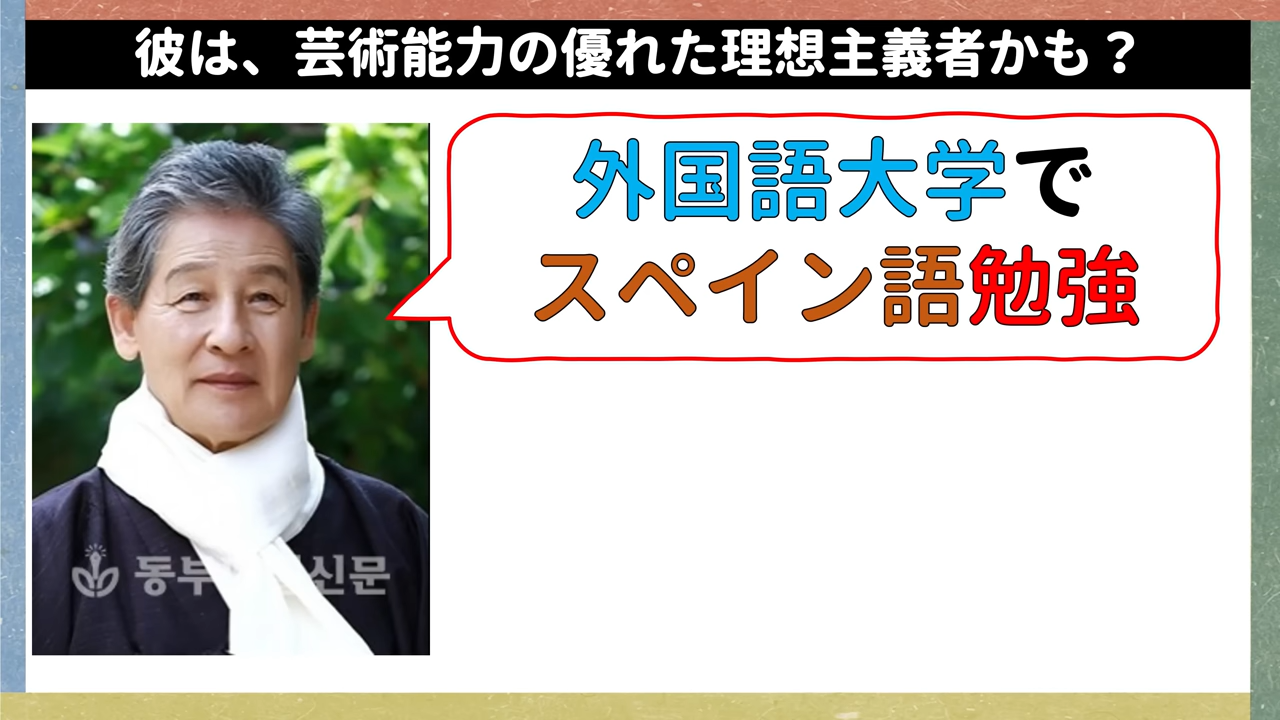 彼は、芸術能力の優れた理想主義者かも？
外国語大学で
スペイン語勉強
동부 신문